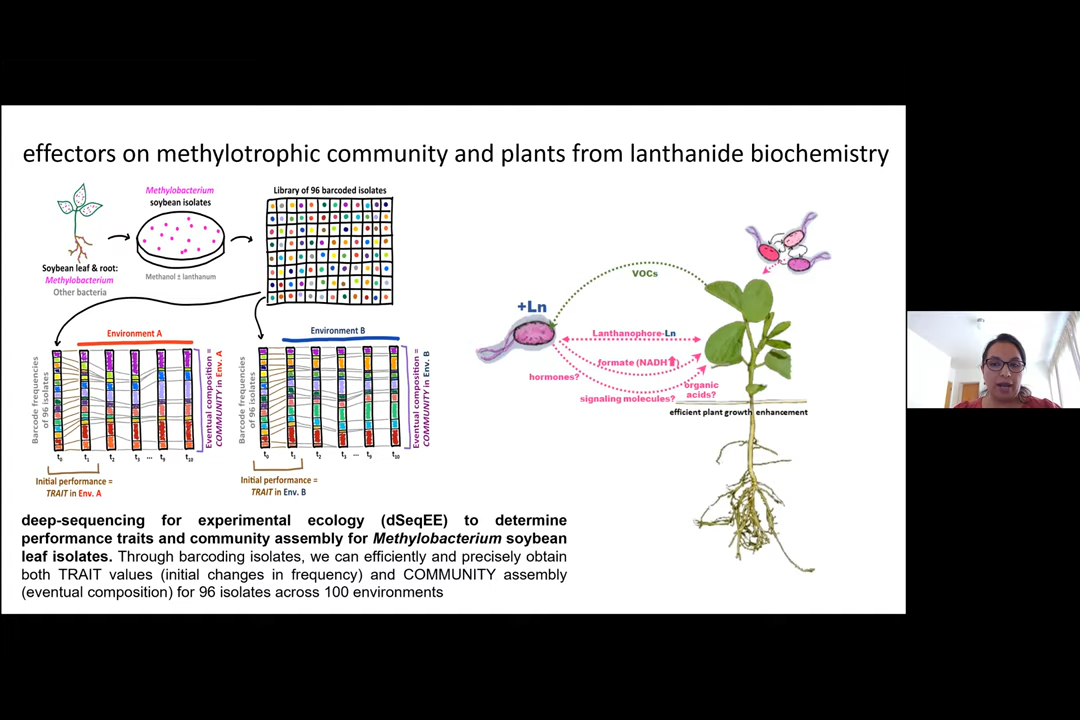 effectors on methylotrophic community and plants from lanthanide biochemistry
Methylobacterium
soybean isolates
Library of 96 barcoded isolates
Soybean leaf & root:
Methylobacterium
Other bacteria
Methanol ± lanthanum
Environment A
Environment B
Barcode frequencies
of 96 isolates
Eventual composition =
COMMUNITY in Env. A
Barcode frequencies
of 96 isolates
Eventual composition =
COMMUNITY in Env. B
t₀ t₁ t₂ t₃ ... t₉ t₁₀
t₀ t₁ t₂ t₃ ... t₉ t₁₀
Initial performance =
TRAIT in Env. A
Initial performance =
TRAIT in Env. B
VOCs
+Ln
Lanthanophore-Ln
formate (NADH↑)
hormones?
organic
acids?
signaling molecules?
efficient plant growth enhancement
deep-sequencing for experimental ecology (dSeqEE) to determine
performance traits and community assembly for Methylobacterium soybean
leaf isolates. Through barcoding isolates, we can efficiently and precisely obtain
both TRAIT values (initial changes in frequency) and COMMUNITY assembly
(eventual composition) for 96 isolates across 100 environments